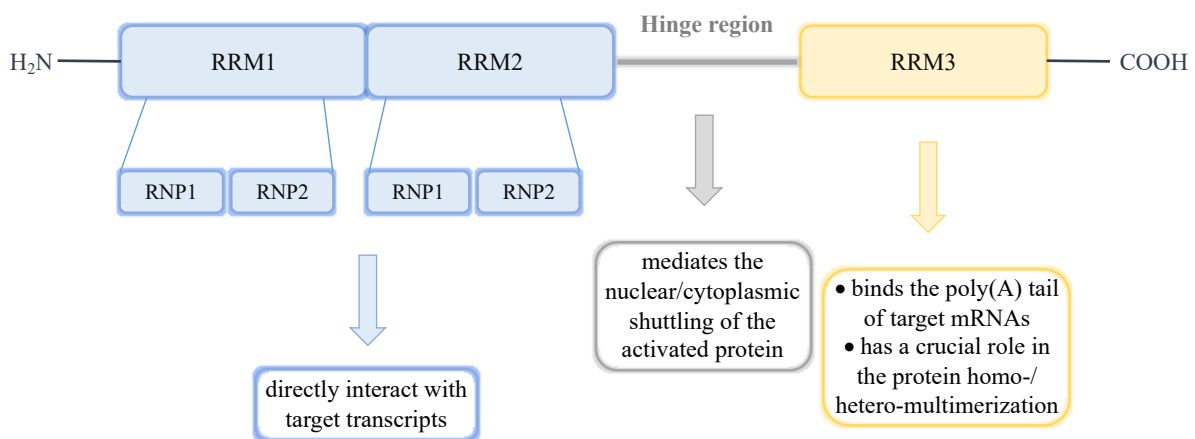 Hinge region
H₂N
RRM1
RRM2
RRM3
COOH
RNP1
RNP2
RNP1
RNP2
mediates the
nuclear/cytoplasmic
shuttling of the
activated protein
• binds the poly(A) tail
of target mRNAs
• has a crucial role in
the protein homo-/
hetero-multimerization
directly interact with
target transcripts